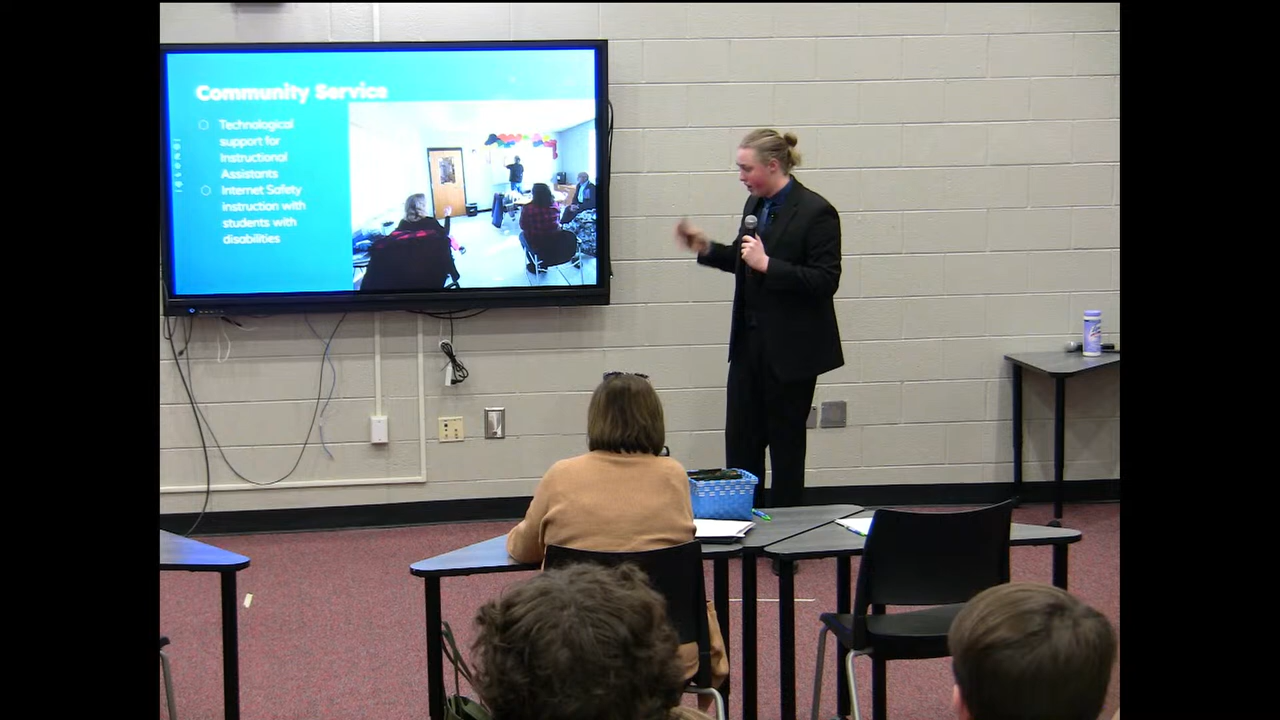 Community Service
Technological
support for
Instructional
Assistants
Internet Safety
instruction with
students with
disabilities